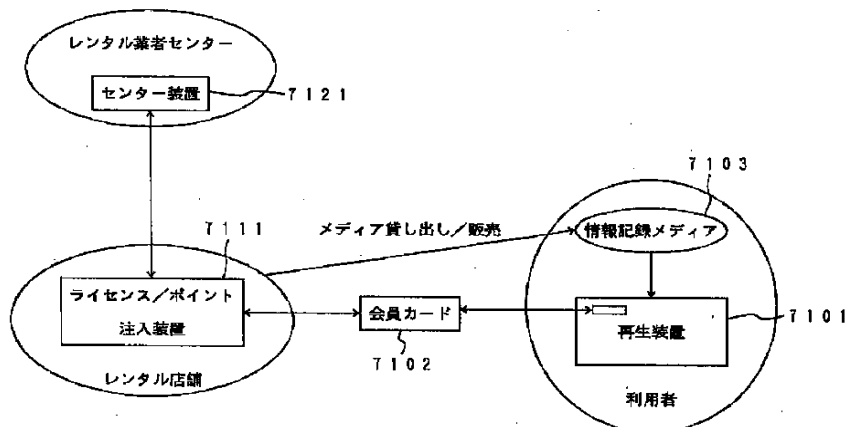 レンタル業者センター
センター装置
7121
7103
7111
メディア貸し出し/販売
情報記録メディア
ライセンス/ポイント
注入装置
会員カード
再生装置
7101
7102
レンタル店舗
利用者